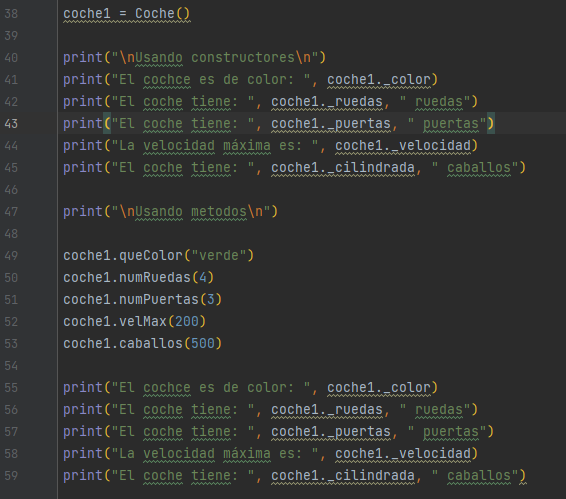 38 coche1 = Coche()
39
40 print("\nUsando constructores\n")
41 print("El cochce es de color: ", coche1._color)
42 print("El coche tiene: ", coche1._ruedas, " ruedas")
43 print("El coche tiene: ", coche1._puertas, " puertas")
44 print("La velocidad máxima es: ", coche1._velocidad)
45 print("El coche tiene: ", coche1._cilindrada, " caballos")
46
47 print("\nUsando metodos\n")
48
49 coche1.queColor("verde")
50 coche1.numRuedas(4)
51 coche1.numPuertas(3)
52 coche1.velMax(200)
53 coche1.caballos(500)
54
55 print("El cochce es de color: ", coche1._color)
56 print("El coche tiene: ", coche1._ruedas, " ruedas")
57 print("El coche tiene: ", coche1._puertas, " puertas")
58 print("La velocidad máxima es: ", coche1._velocidad)
59 print("El coche tiene: ", coche1._cilindrada, " caballos")